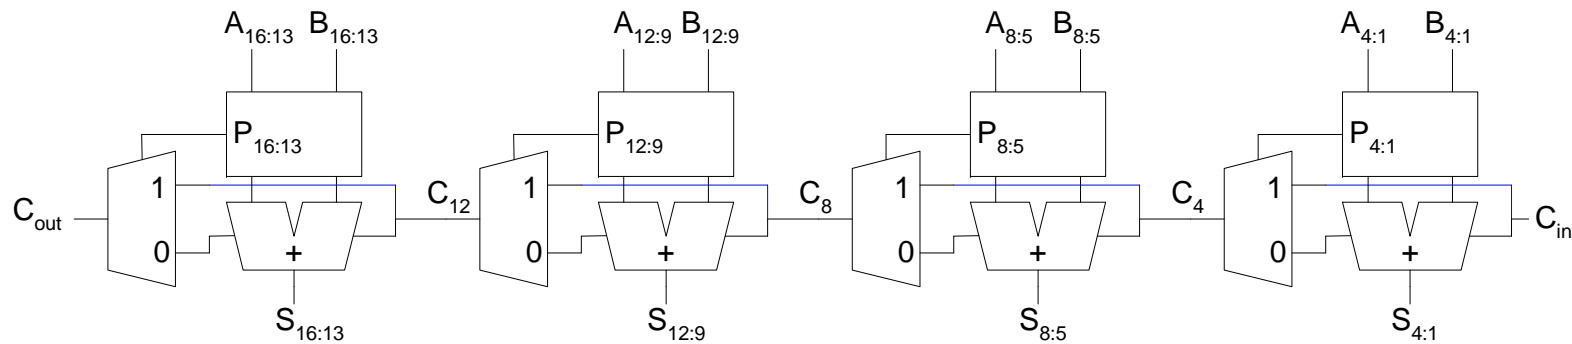 A16:13 B16:13 A12:9 B12:9 A8:5 B8:5 A4:1 B4:1
P16:13 P12:9 P8:5 P4:1
1 1 1 1
Cout C12 C8 C4 Cin
0 + 0 + 0 + 0 +
S16:13 S12:9 S8:5 S4:1